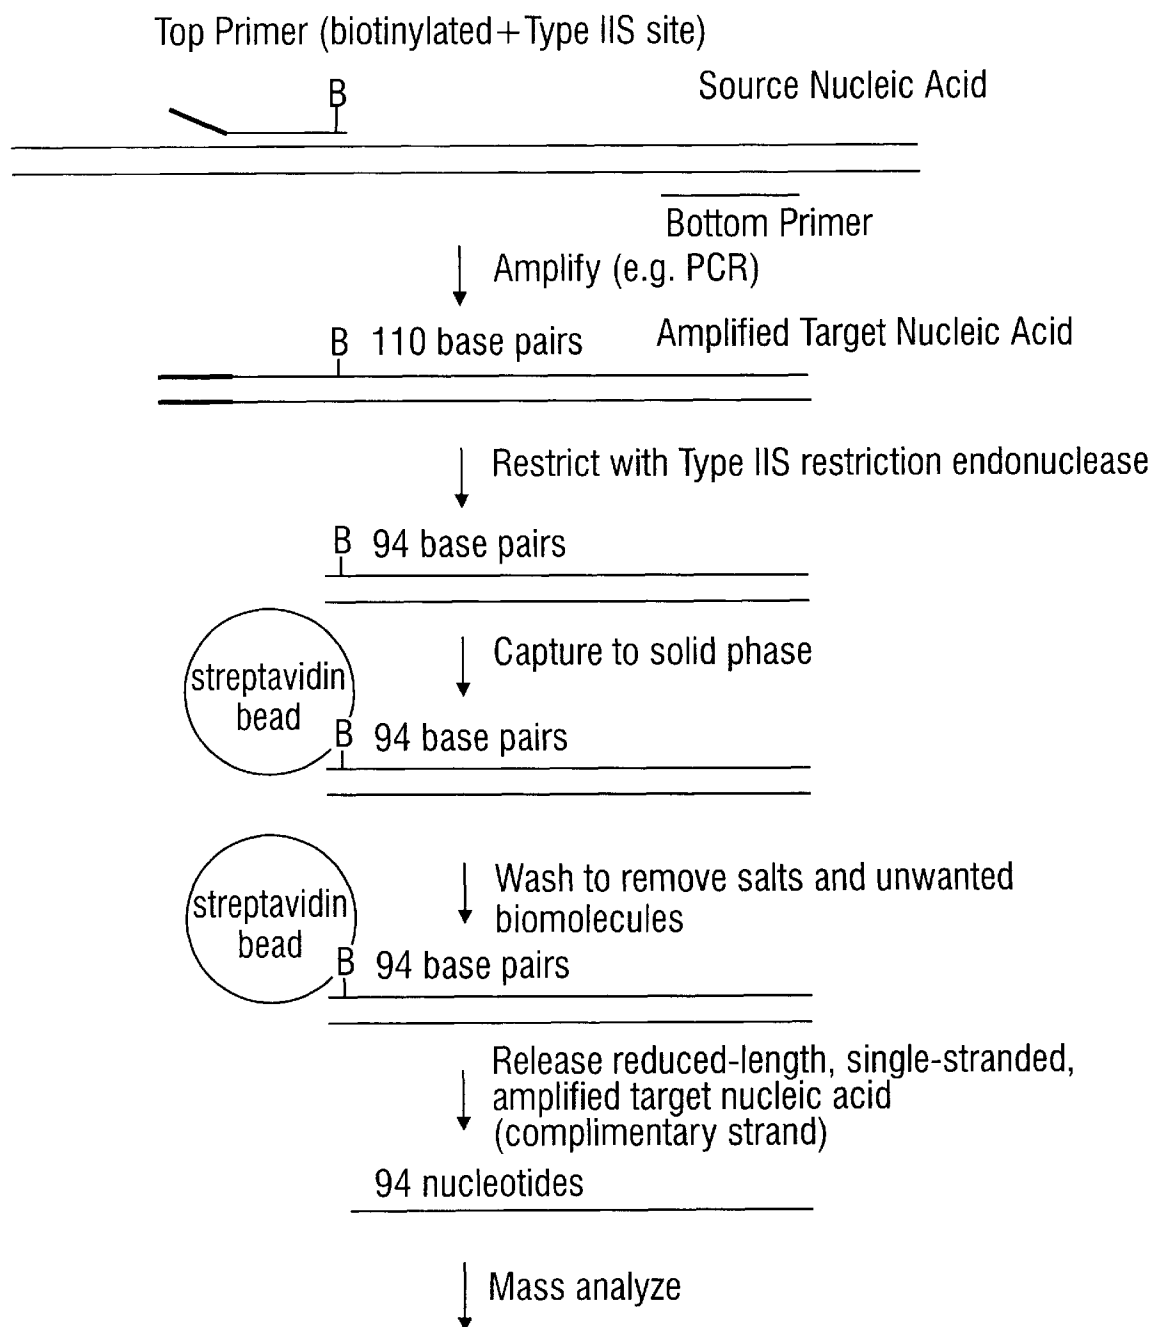 Top Primer (biotinylated+Type IIS site)
B
Source Nucleic Acid
Bottom Primer
Amplify (e.g. PCR)
B 110 base pairs
Amplified Target Nucleic Acid
Restrict with Type IIS restriction endonuclease
B 94 base pairs
Capture to solid phase
streptavidin
bead
B 94 base pairs
Wash to remove salts and unwanted
biomolecules
streptavidin
bead
B 94 base pairs
Release reduced-length, single-stranded,
amplified target nucleic acid
(complimentary strand)
94 nucleotides
Mass analyze